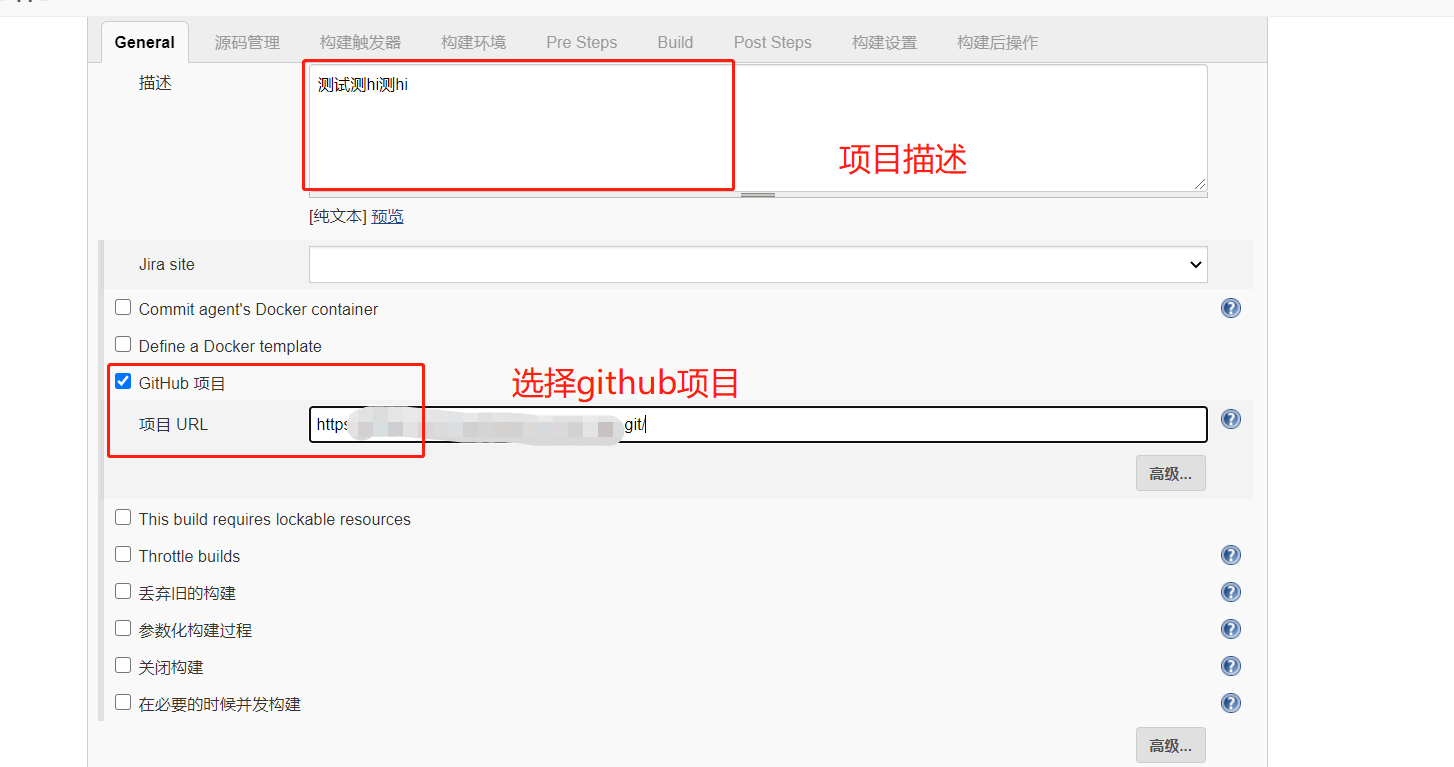 General 源码管理 构建触发器 构建环境 Pre Steps Build Post Steps 构建设置 构建后操作
描述
测试测hi测hi
项目描述
[纯文本] 预览
Jira site
Commit agent's Docker container
Define a Docker template
GitHub 项目
选择github项目
项目 URL
https git/
高级...
This build requires lockable resources
Throttle builds
丢弃旧的构建
参数化构建过程
关闭构建
在必要的时候并发构建
高级...